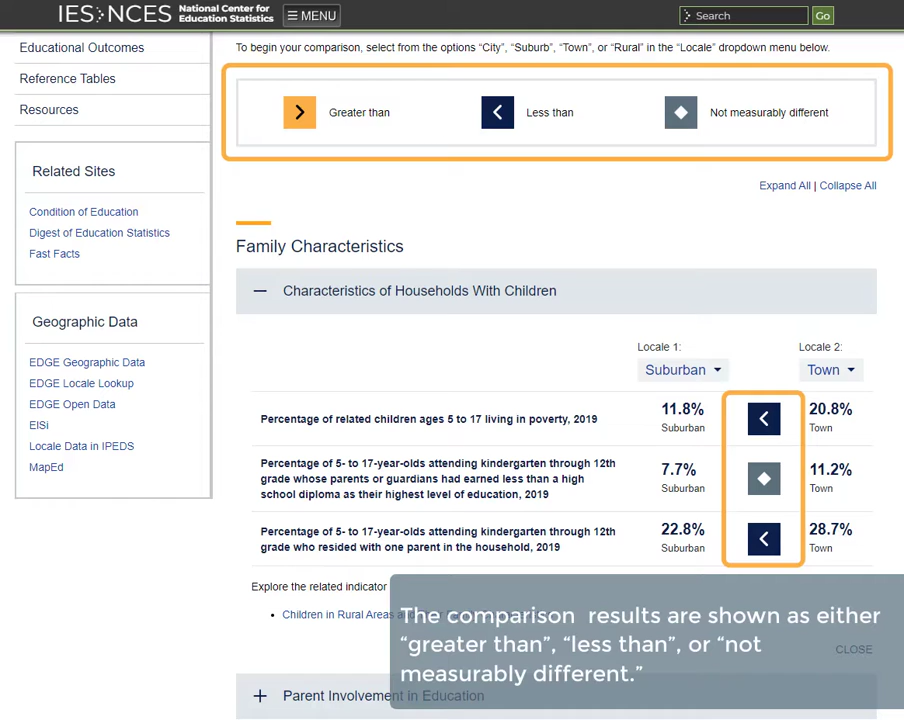 IES NCES National Center for
Education Statistics
MENU
Search
Go
Educational Outcomes
Reference Tables
Resources
Related Sites
Condition of Education
Digest of Education Statistics
Fast Facts
Geographic Data
EDGE Geographic Data
EDGE Locale Lookup
EDGE Open Data
EISi
Locale Data in IPEDS
MapEd
To begin your comparison, select from the options “City”, “Suburb”, “Town”, or “Rural” in the “Locale” dropdown menu below.
Greater than
Less than
Not measurably different
Expand All | Collapse All
Family Characteristics
Characteristics of Households With Children
Locale 1:
Locale 2:
Suburban
Town
Percentage of related children ages 5 to 17 living in poverty, 2019
11.8%
Suburban
20.8%
Town
Percentage of 5- to 17-year-olds attending kindergarten through 12th
grade whose parents or guardians had earned less than a high
school diploma as their highest level of education, 2019
7.7%
Suburban
11.2%
Town
Percentage of 5- to 17-year-olds attending kindergarten through 12th
grade who resided with one parent in the household, 2019
22.8%
Suburban
28.7%
Town
Explore the related indicator
• Children in Rural Areas
The comparison results are shown as either
“greater than”, “less than”, or “not
measurably different.”
CLOSE
Parent Involvement in Education